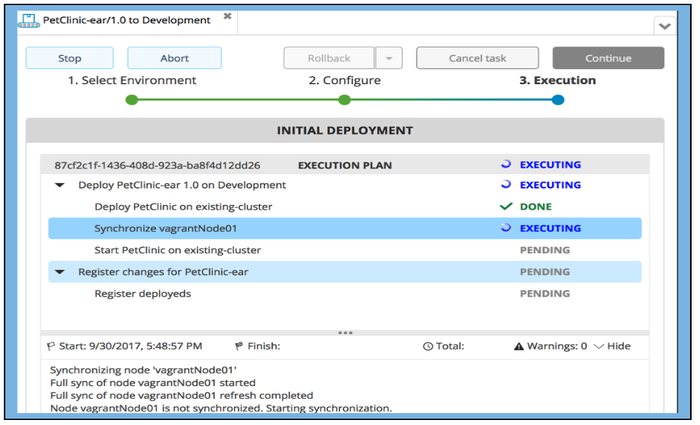 PetClinic-ear/1.0 to Development
Stop Abort Rollback Cancel task Continue
1. Select Environment 2. Configure 3. Execution
INITIAL DEPLOYMENT
87cf2c1f-1436-408d-923a-ba8f4d12dd26 EXECUTION PLAN EXECUTING
Deploy PetClinic-ear 1.0 on Development EXECUTING
Deploy PetClinic on existing-cluster DONE
Synchronize vagrantNode01 EXECUTING
Start PetClinic on existing-cluster PENDING
Register changes for PetClinic-ear PENDING
Register deployeds PENDING
Start: 9/30/2017, 5:48:57 PM Finish: Total: Warnings: 0 Hide
Synchronizing node 'vagrantNode01'
Full sync of node vagrantNode01 started
Full sync of node vagrantNode01 refresh completed
Node vagrantNode01 is not synchronized. Starting synchronization.